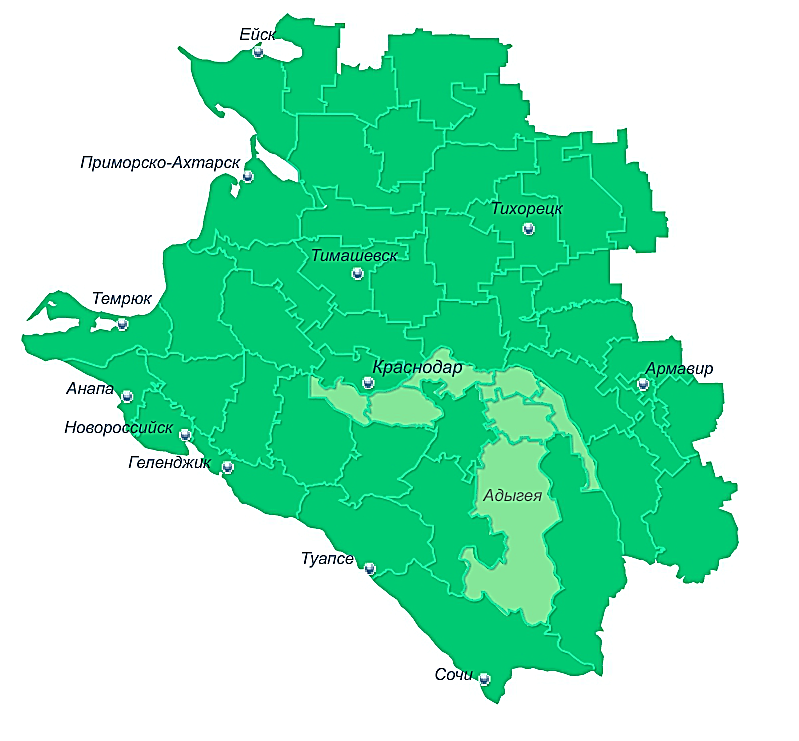 Ейск
Приморско-Ахтарск
Тихорецк
Тимашевск
Темрюк
Краснодар
Армавир
Анапа
Новороссийск
Геленджик
Адыгея
Туапсе
Сочи